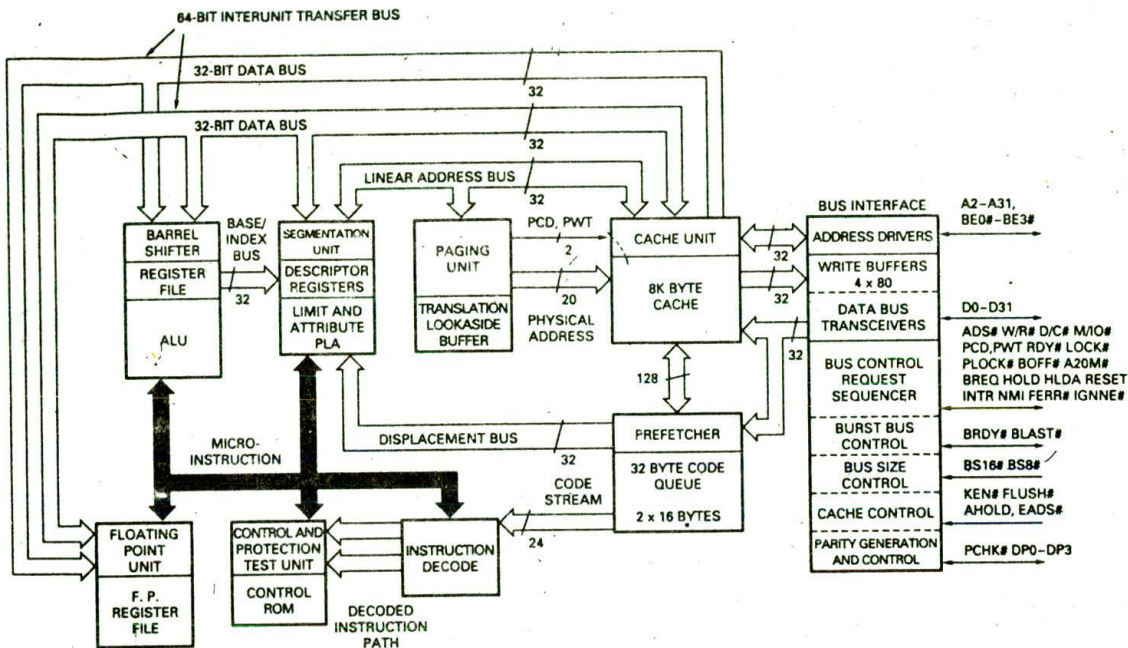 64-BIT INTERUNIT TRANSFER BUS
32-BIT DATA BUS
32
32-BIT DATA BUS
32
LINEAR ADDRESS BUS
32
BARREL
SHIFTER
REGISTER
FILE
ALU
BASE/
INDEX
BUS
32
SEGMENTATION
UNIT
DESCRIPTOR
REGISTERS
LIMIT AND
ATTRIBUTE
PLA
PAGING
UNIT
TRANSLATION
LOOKASIDE
BUFFER
PCD, PWT
2
20
PHYSICAL
ADDRESS
CACHE UNIT
8K BYTE
CACHE
32
32
32
128
BUS INTERFACE
ADDRESS DRIVERS
WRITE BUFFERS
4 x 80
DATA BUS
TRANSCEIVERS
BUS CONTROL
REQUEST
SEQUENCER
BURST BUS
CONTROL
BUS SIZE
CONTROL
CACHE CONTROL
PARITY GENERATION
AND CONTROL
A2-A31,
BE0#-BE3#
D0-D31
ADS# W/R# D/C# M/IO#
PCD,PWT RDY# LOCK#
PLOCK# BOFF# A20M#
BREQ HOLD HLDA RESET
INTR NMI FERR# IGNNE#
BRDY# BLAST#
BS16# BS8#
KEN# FLUSH#
AHOLD, EADS#
PCHK# DP0-DP3
MICRO-
INSTRUCTION
DISPLACEMENT BUS
32
PREFETCHER
32 BYTE CODE
QUEUE
2 x 16 BYTES
CODE
STREAM
24
FLOATING
POINT
UNIT
F. P.
REGISTER
FILE
CONTROL AND
PROTECTION
TEST UNIT
CONTROL
ROM
INSTRUCTION
DECODE
DECODED
INSTRUCTION
PATH